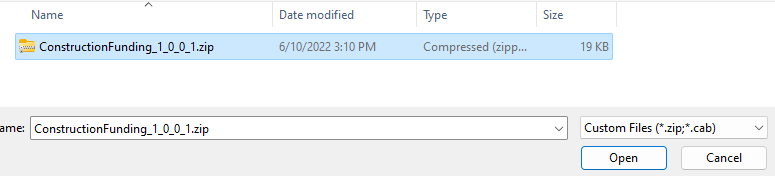 Name Date modified Type Size
ConstructionFunding_1_0_0_1.zip 6/10/2022 3:10 PM Compressed (zipp... 19 KB
ame: ConstructionFunding_1_0_0_1.zip Custom Files (*.zip;*.cab)
Open Cancel